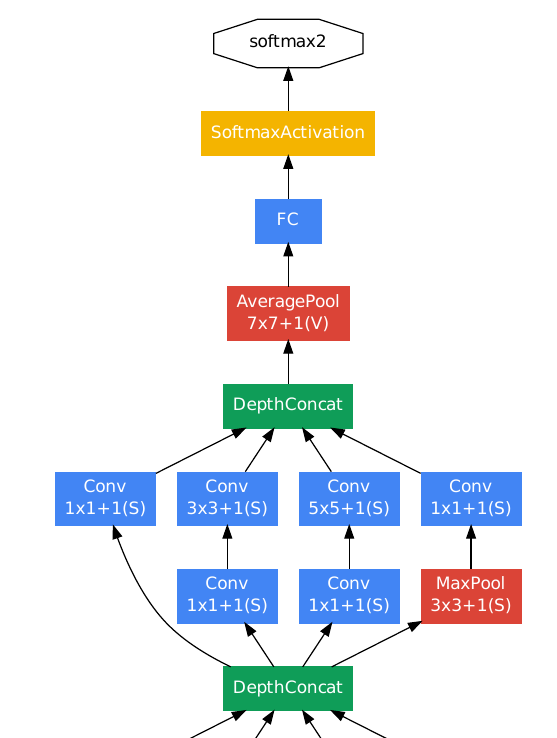 softmax2
SoftmaxActivation
FC
AveragePool
7x7+1(V)
DepthConcat
Conv
1x1+1(S)
Conv
3x3+1(S)
Conv
5x5+1(S)
Conv
1x1+1(S)
Conv
1x1+1(S)
Conv
1x1+1(S)
MaxPool
3x3+1(S)
DepthConcat